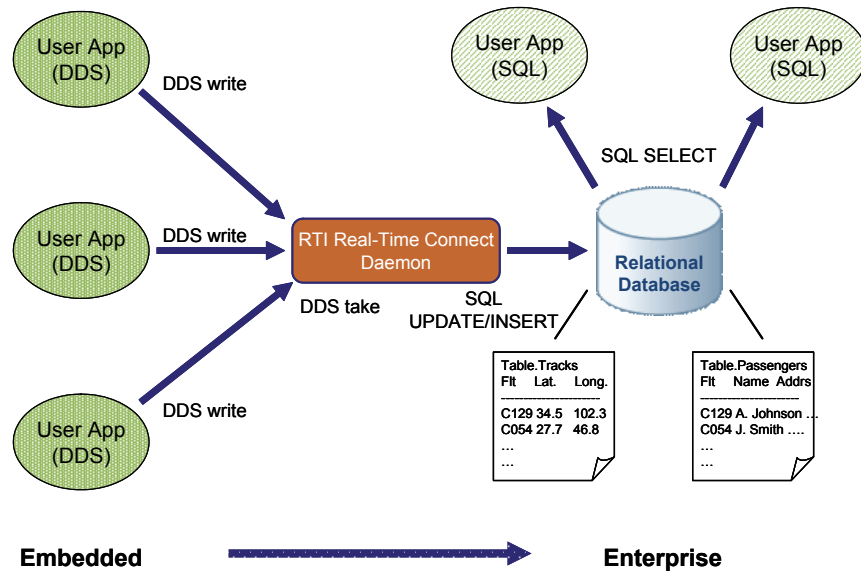 User App
(DDS)
DDS write
User App
(SQL)
User App
(SQL)
SQL SELECT
User App
(DDS)
DDS write
RTI Real-Time Connect
Daemon
Relational
Database
DDS take
SQL
UPDATE/INSERT
User App
(DDS)
DDS write
Table.Tracks
Flt Lat. Long.
----------------------
C129 34.5 102.3
C054 27.7 46.8
…
…
Table.Passengers
Flt Name Addrs
----------------------
C129 A. Johnson …
C054 J. Smith ….
…
…
Embedded
Enterprise